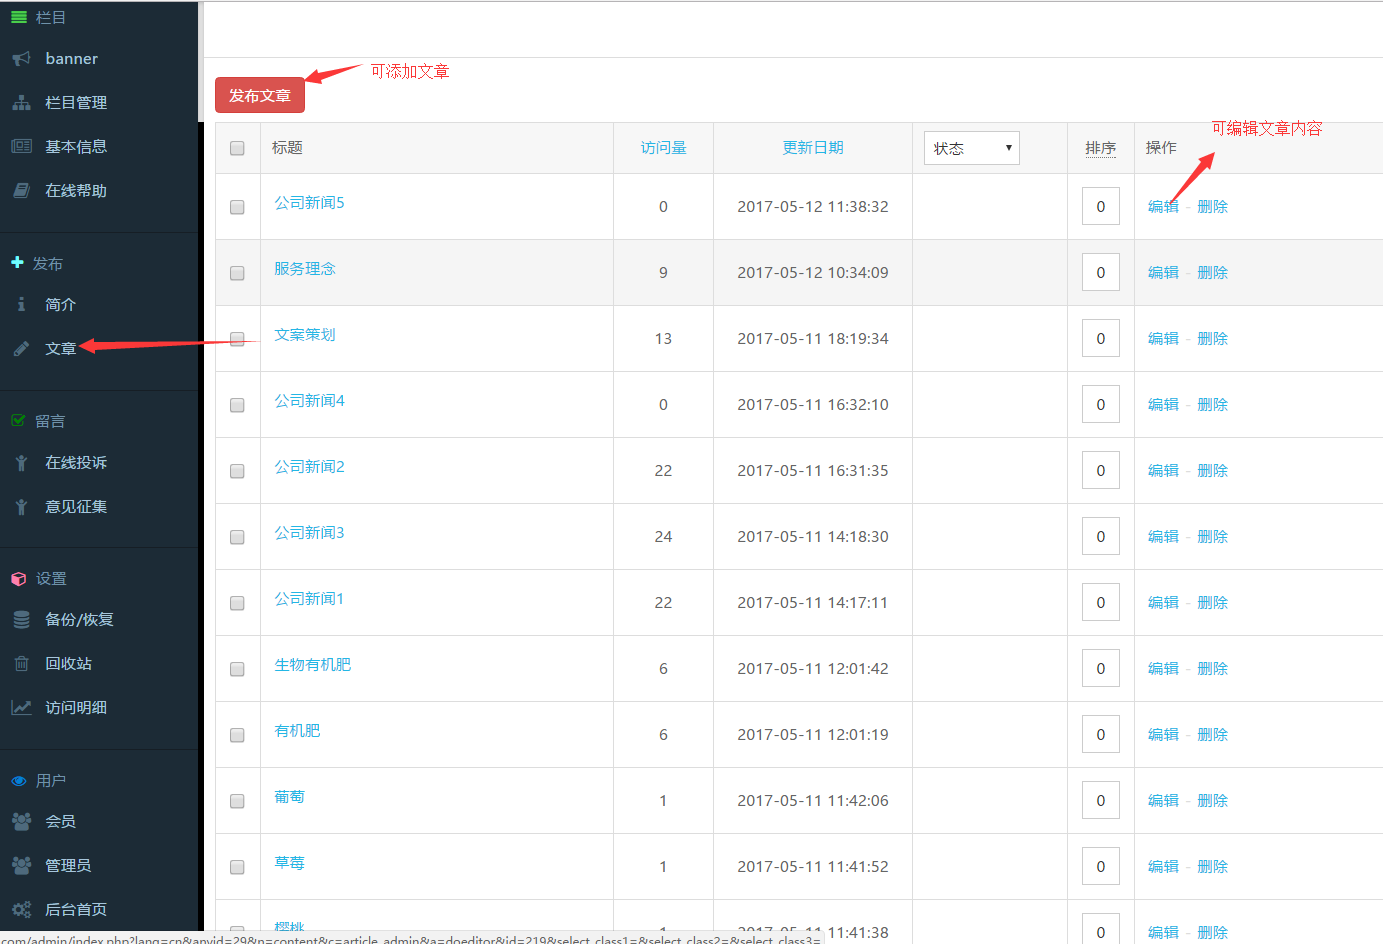 栏目
banner
栏目管理
基本信息
在线帮助
发布
简介
文章
留言
在线投诉
意见征集
设置
备份/恢复
回收站
访问明细
用户
会员
管理员
后台首页
可添加文章
发布文章
可编辑文章内容
标题 访问量 更新日期 状态 排序 操作
公司新闻5 0 2017-05-12 11:38:32 0 编辑 - 删除
服务理念 9 2017-05-12 10:34:09 0 编辑 - 删除
文案策划 13 2017-05-11 18:19:34 0 编辑 - 删除
公司新闻4 0 2017-05-11 16:32:10 0 编辑 - 删除
公司新闻2 22 2017-05-11 16:31:35 0 编辑 - 删除
公司新闻3 24 2017-05-11 14:18:30 0 编辑 - 删除
公司新闻1 22 2017-05-11 14:17:11 0 编辑 - 删除
生物有机肥 6 2017-05-11 12:01:42 0 编辑 - 删除
有机肥 6 2017-05-11 12:01:19 0 编辑 - 删除
葡萄 1 2017-05-11 11:42:06 0 编辑 - 删除
草莓 1 2017-05-11 11:41:52 0 编辑 - 删除
樱桃 1 2017-05-11 11:41:38 0 编辑 - 删除
com/admin/index.php?lang=cn&anyid=29&n=content&c=article_admin&a=doeditor&id=219&select_class1=&select_class2=&select_class3=